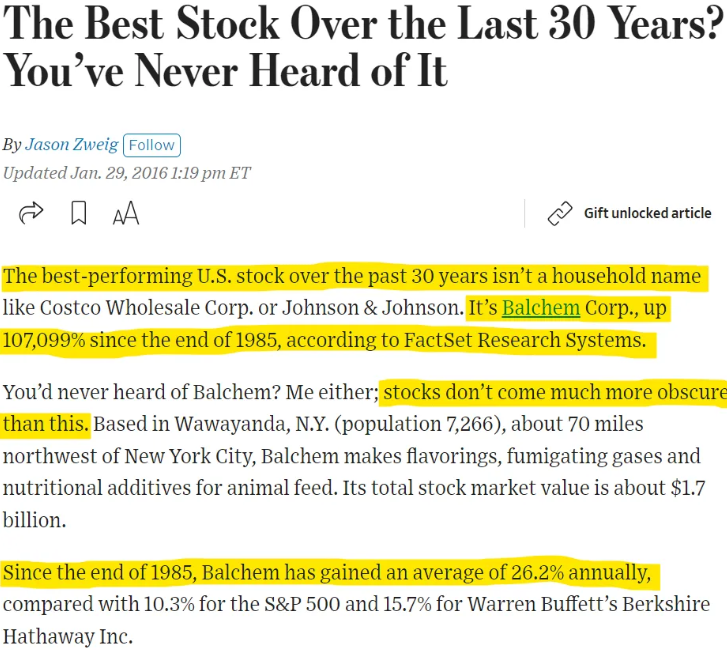 The Best Stock Over the Last 30 Years?
You've Never Heard of It
By Jason Zweig Follow
Updated Jan. 29, 2016 1:19 pm ET
AA
Gift unlocked article
The best-performing U.S. stock over the past 30 years isn't a household name
like Costco Wholesale Corp. or Johnson & Johnson. It's Balchem Corp., up
107,099% since the end of 1985, according to FactSet Research Systems.
You'd never heard of Balchem? Me either; stocks don't come much more obscure
than this. Based in Wawayanda, N.Y. (population 7,266), about 70 miles
northwest of New York City, Balchem makes flavorings, fumigating gases and
nutritional additives for animal feed. Its total stock market value is about $1.7
billion.
Since the end of 1985, Balchem has gained an average of 26.2% annually,
compared with 10.3% for the S&P 500 and 15.7% for Warren Buffett's Berkshire
Hathaway Inc.